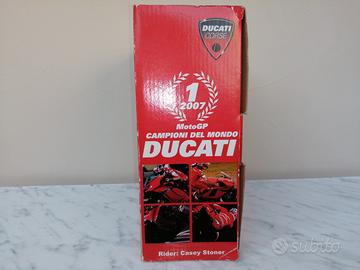 DUCATI
CORSE
1
2007
MotoGP
CAMPIONI DEL MONDO
DUCATI
Rider: Casey Stoner
subito